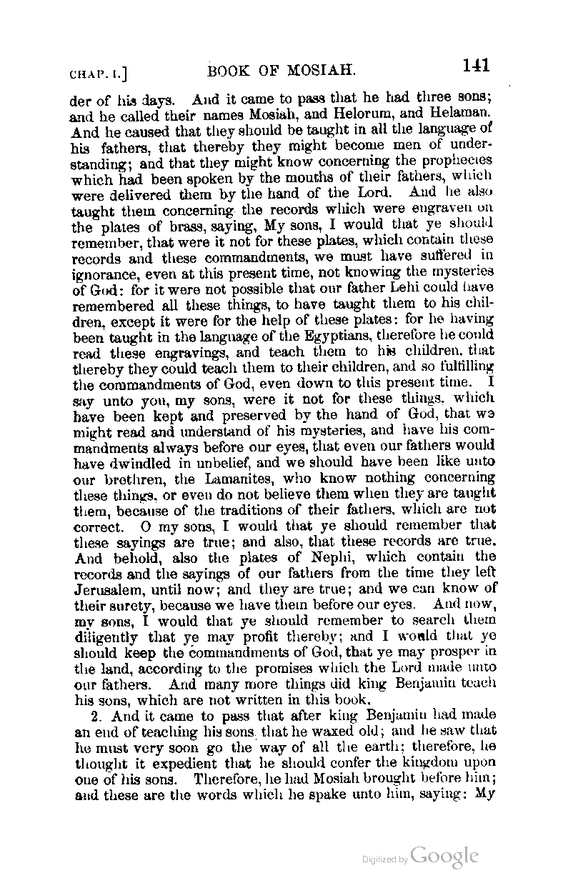 CHAP. I.] BOOK OF MOSIAH. 141
der of his days. And it came to pass that he had three sons;
and he called their names Mosiah, and Helorum, and Helaman.
And he caused that they should be taught in all the language of
his fathers, that thereby they might become men of under-
standing; and that they might know concerning the prophecies
which had been spoken by the mouths of their fathers, which
were delivered them by the hand of the Lord. And he also
taught them concerning the records which were engraven on
the plates of brass, saying, My sons, I would that ye should
remember, that were it not for these plates, which contain these
records and these commandments, we must have suffered in
ignorance, even at this present time, not knowing the mysteries
of God: for it were not possible that our father Lehi could have
remembered all these things, to have taught them to his chil-
dren, except it were for the help of these plates: for he having
been taught in the language of the Egyptians, therefore he could
read these engravings, and teach them to his children, that
thereby they could teach them to their children, and so fulfilling
the commandments of God, even down to this present time. I
say unto you, my sons, were it not for these things, which
have been kept and preserved by the hand of God, that we
might read and understand of his mysteries, and have his com-
mandments always before our eyes, that even our fathers would
have dwindled in unbelief, and we should have been like unto
our brethren, the Lamanites, who know nothing concerning
these things, or even do not believe them when they are taught
them, because of the traditions of their fathers, which are not
correct. O my sons, I would that ye should remember that
these sayings are true; and also, that these records are true.
And behold, also the plates of Nephi, which contain the
records and the sayings of our fathers from the time they left
Jerusalem, until now; and they are true; and we can know of
their surety, because we have them before our eyes. And now,
my sons, I would that ye should remember to search them
diligently that ye may profit thereby; and I would that ye
should keep the commandments of God, that ye may prosper in
the land, according to the promises which the Lord made unto
our fathers. And many more things did king Benjamin teach
his sons, which are not written in this book.
2. And it came to pass that after king Benjamin had made
an end of teaching his sons, that he waxed old; and he saw that
he must very soon go the way of all the earth; therefore, he
thought it expedient that he should confer the kingdom upon
one of his sons. Therefore, he had Mosiah brought before him;
and these are the words which he spake unto him, saying: My
Digitized by Google